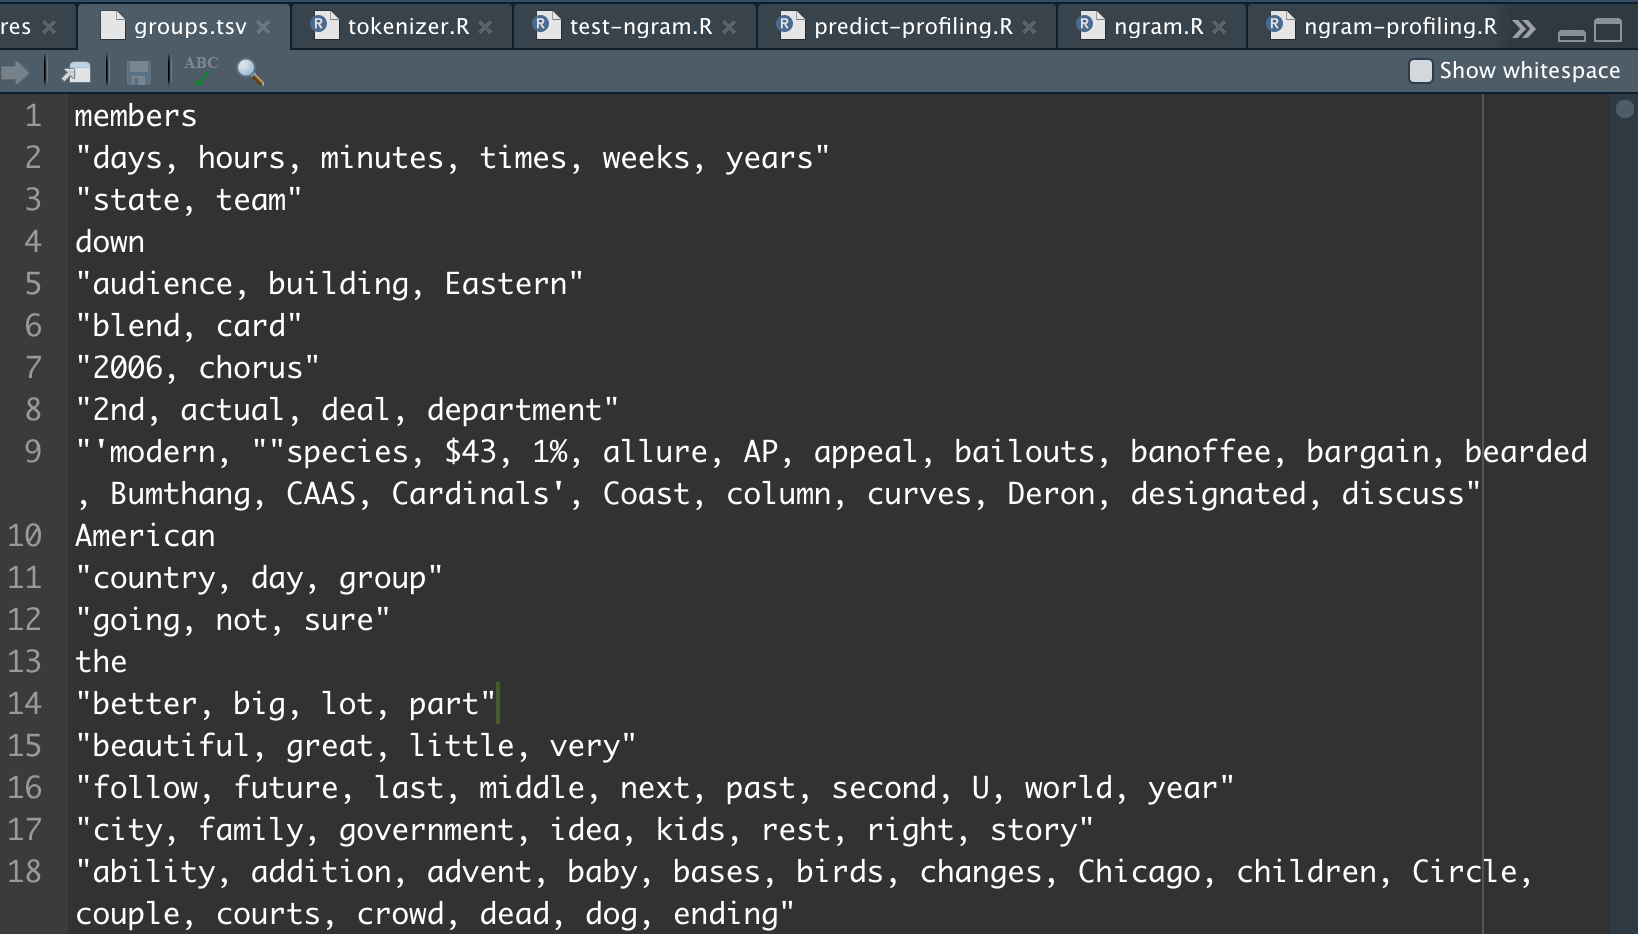 res
groups.tsv
tokenizer.R
test-ngram.R
predict-profiling.R
ngram.R
ngram-profiling.R
ABC
Show whitespace
1 members
2 "days, hours, minutes, times, weeks, years"
3 "state, team"
4 down
5 "audience, building, Eastern"
6 "blend, card"
7 "2006, chorus"
8 "2nd, actual, deal, department"
9 "'modern, ""species, $43, 1%, allure, AP, appeal, bailouts, banoffee, bargain, bearded
, Bumthang, CAAS, Cardinals', Coast, column, curves, Deron, designated, discuss"
10 American
11 "country, day, group"
12 "going, not, sure"
13 the
14 "better, big, lot, part"
15 "beautiful, great, little, very"
16 "follow, future, last, middle, next, past, second, U, world, year"
17 "city, family, government, idea, kids, rest, right, story"
18 "ability, addition, advent, baby, bases, birds, changes, Chicago, children, Circle,
couple, courts, crowd, dead, dog, ending"